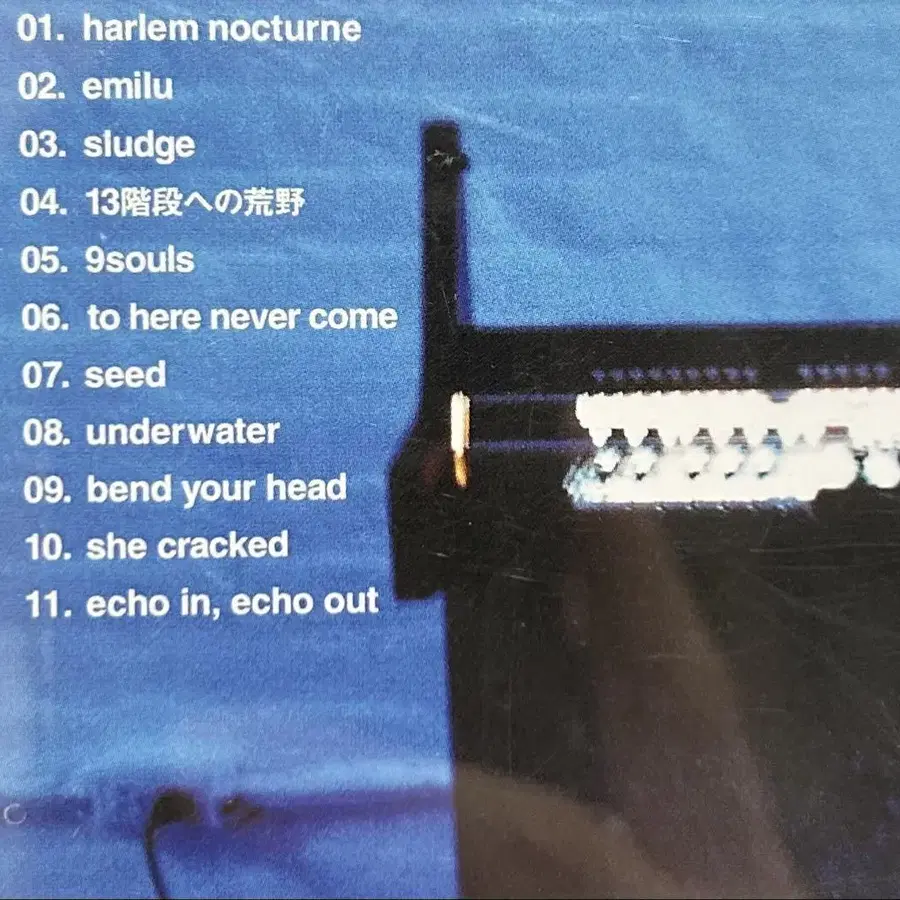 01. harlem nocturne
02. emilu
03. sludge
04. 13階段への荒野
05. 9souls
06. to here never come
07. seed
08. underwater
09. bend your head
10. she cracked
11. echo in, echo out